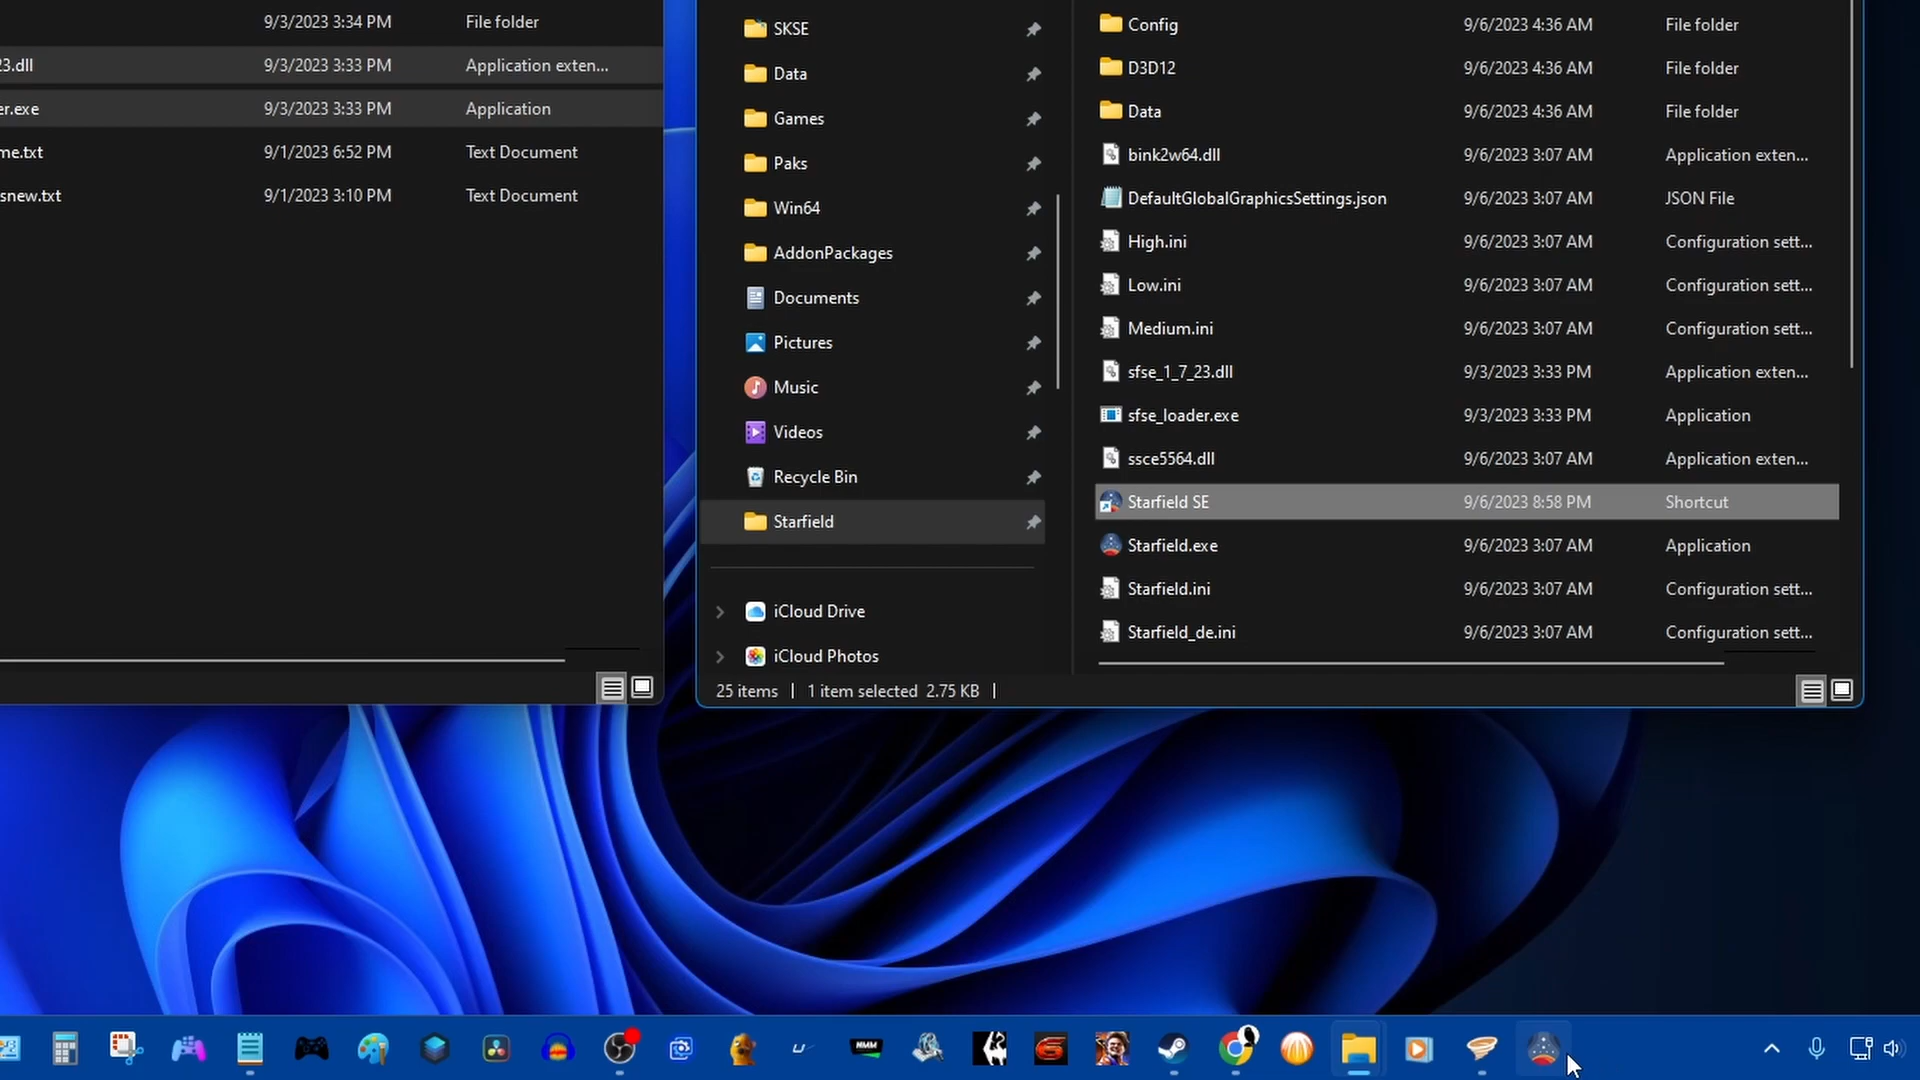 9/3/2023 3:34 PM File folder
23.dll 9/3/2023 3:33 PM Application exten...
er.exe 9/3/2023 3:33 PM Application
me.txt 9/1/2023 6:52 PM Text Document
snew.txt 9/1/2023 3:10 PM Text Document
SKSE
Data
Games
Paks
Win64
AddonPackages
Documents
Pictures
Music
Videos
Recycle Bin
Starfield
iCloud Drive
iCloud Photos
Config 9/6/2023 4:36 AM File folder
D3D12 9/6/2023 4:36 AM File folder
Data 9/6/2023 4:36 AM File folder
bink2w64.dll 9/6/2023 3:07 AM Application exten...
DefaultGlobalGraphicsSettings.json 9/6/2023 3:07 AM JSON File
High.ini 9/6/2023 3:07 AM Configuration sett...
Low.ini 9/6/2023 3:07 AM Configuration sett...
Medium.ini 9/6/2023 3:07 AM Configuration sett...
sfse_1_7_23.dll 9/3/2023 3:33 PM Application exten...
sfse_loader.exe 9/3/2023 3:33 PM Application
ssce5564.dll 9/6/2023 3:07 AM Application exten...
Starfield SE 9/6/2023 8:58 PM Shortcut
Starfield.exe 9/6/2023 3:07 AM Application
Starfield.ini 9/6/2023 3:07 AM Configuration sett...
Starfield_de.ini 9/6/2023 3:07 AM Configuration sett...
25 items | 1 item selected 2.75 KB |
NMM